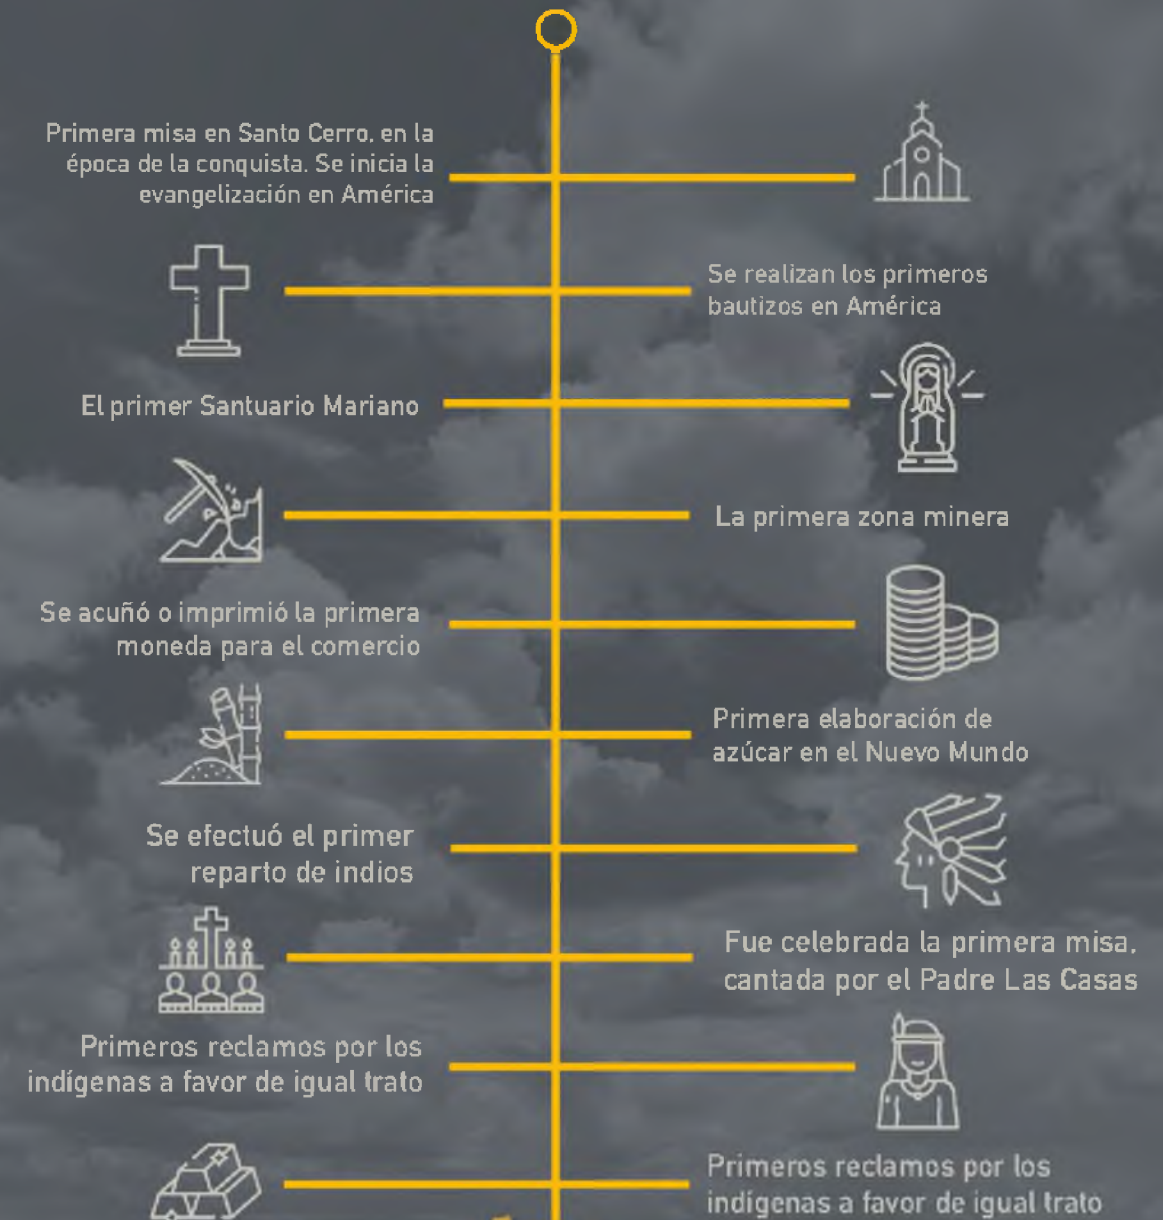 Primera misa en Santo Cerro, en la
época de la conquista. Se inicia la
evangelización en América
Se realizan los primeros
bautizos en América
El primer Santuario Mariano
La primera zona minera
Se acuñó o imprimió la primera
moneda para el comercio
Primera elaboración de
azúcar en el Nuevo Mundo
Se efectuó el primer
reparto de indios
Fue celebrada la primera misa,
cantada por el Padre Las Casas
Primeros reclamos por los
indígenas a favor de igual trato
Primeros reclamos por los
indígenas a favor de igual trato